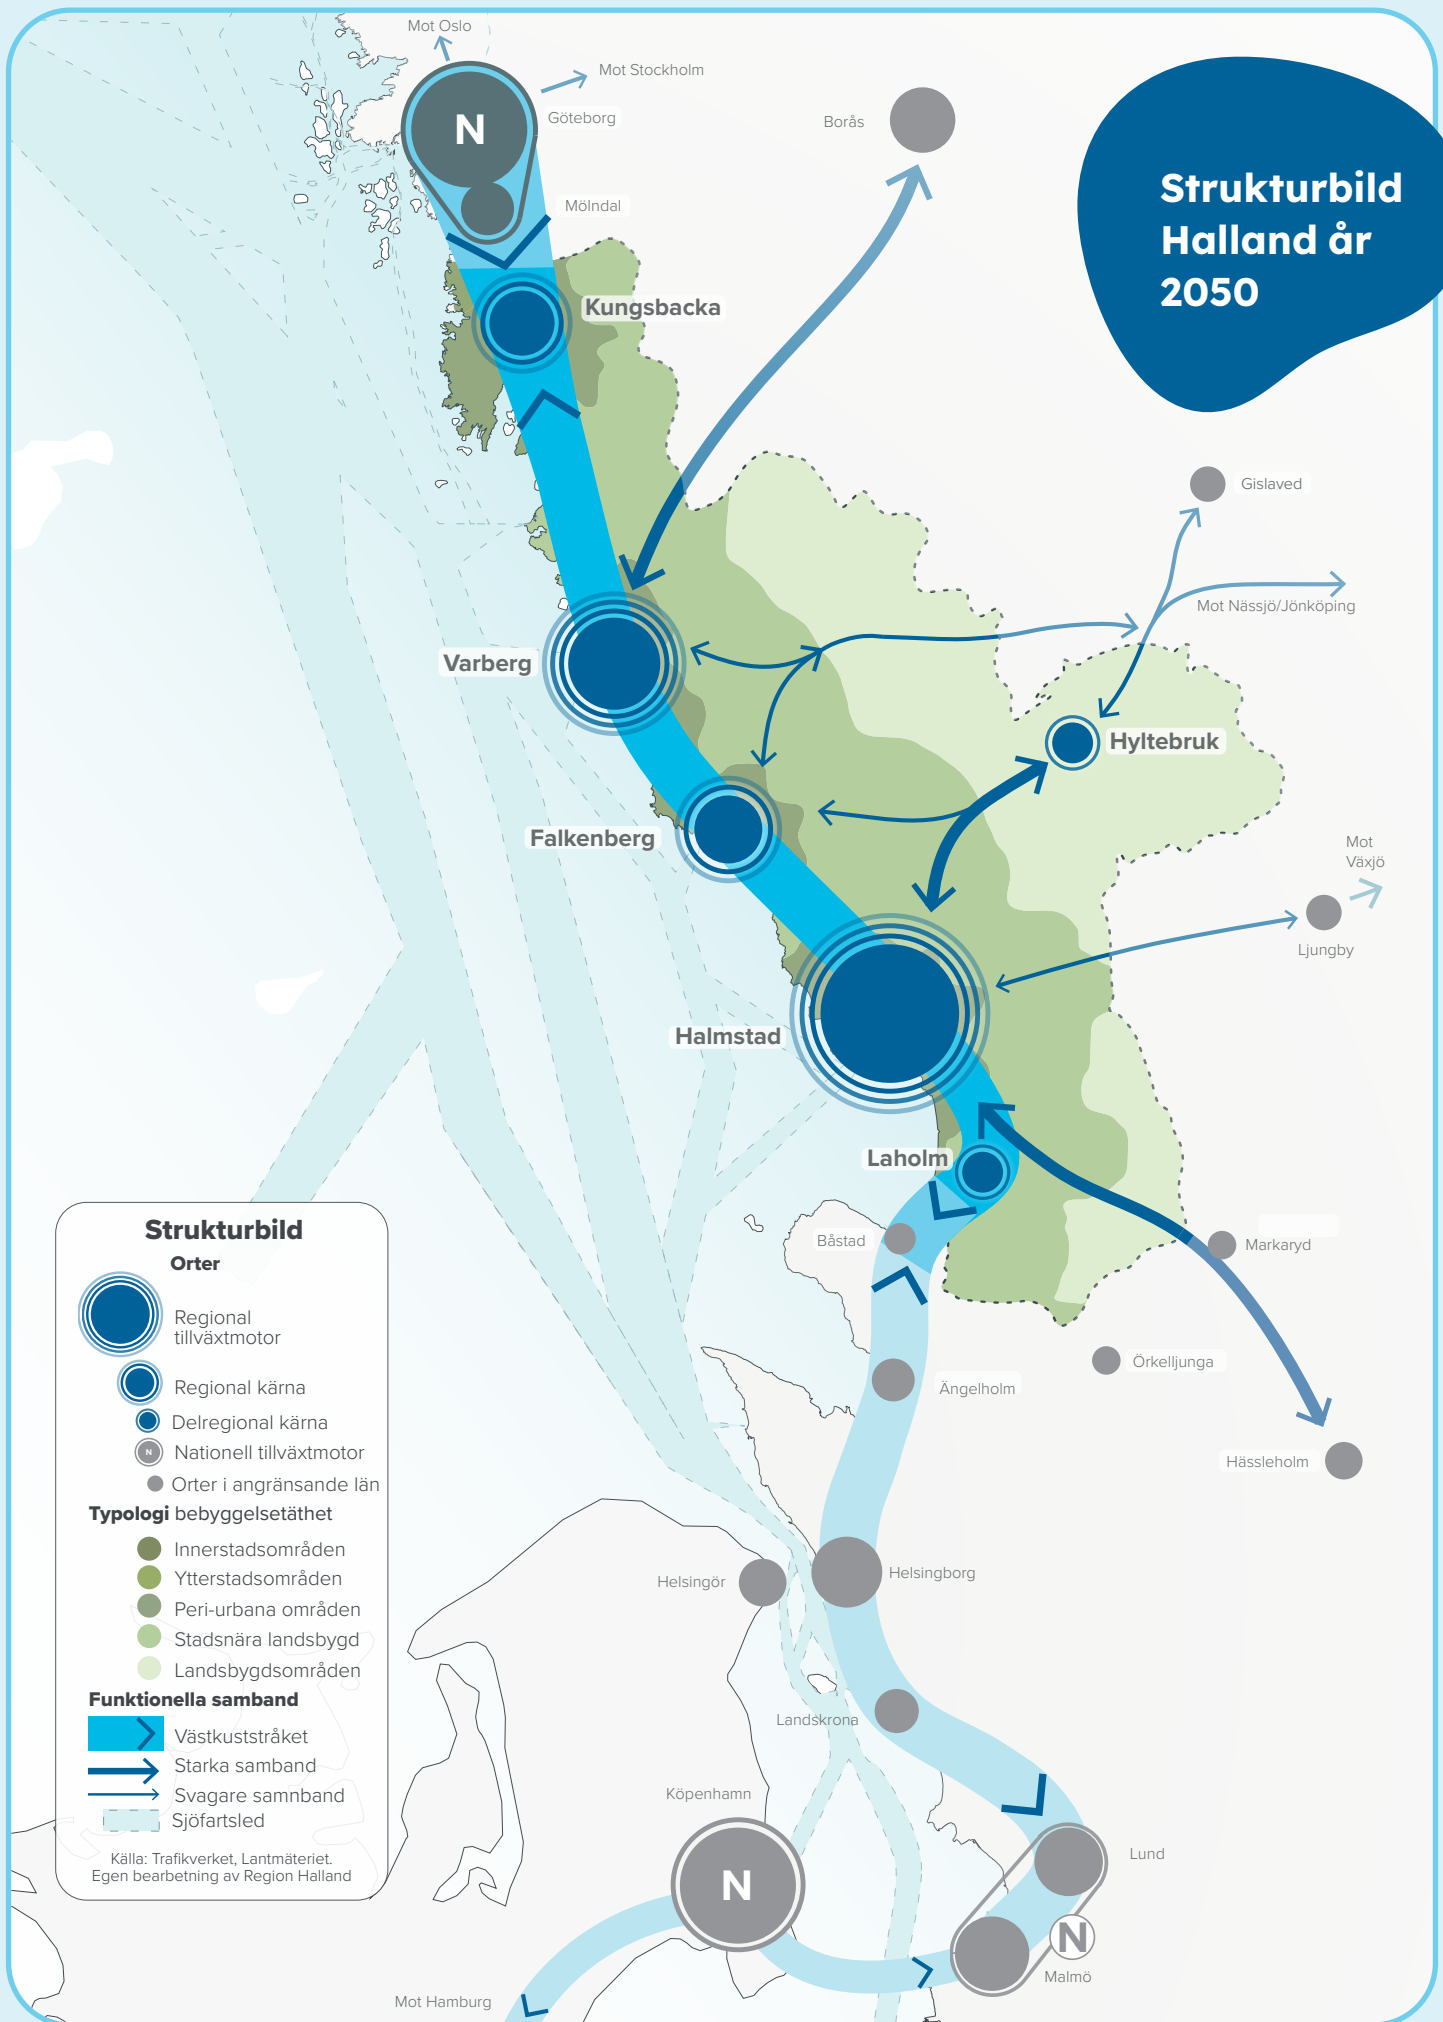 Mot Oslo
Mot Stockholm
N
Göteborg
Borås
Strukturbild
Halland år
2050
Mölndal
Kungsbacka
Gislaved
Mot Nässjö/Jönköping
Varberg
Hyltebruk
Falkenberg
Mot
Växjö
Ljungby
Halmstad
Laholm
Båstad
Markaryd
Örkelljunga
Ängelholm
Hässleholm
Helsingör
Helsingborg
Landskrona
Köpenhamn
N
Lund
N
Malmö
Mot Hamburg
Strukturbild
Orter
Regional
tillväxtmotor
Regional kärna
Delregional kärna
N
Nationell tillväxtmotor
Orter i angränsande län
Typologi bebyggelsetäthet
Innerstadsområden
Ytterstadsområden
Peri-urbana områden
Stadsnära landsbygd
Landsbygdsområden
Funktionella samband
Västkuststråket
Starka samband
Svagare samnband
Sjöfartsled
Källa: Trafikverket, Lantmäteriet.
Egen bearbetning av Region Halland